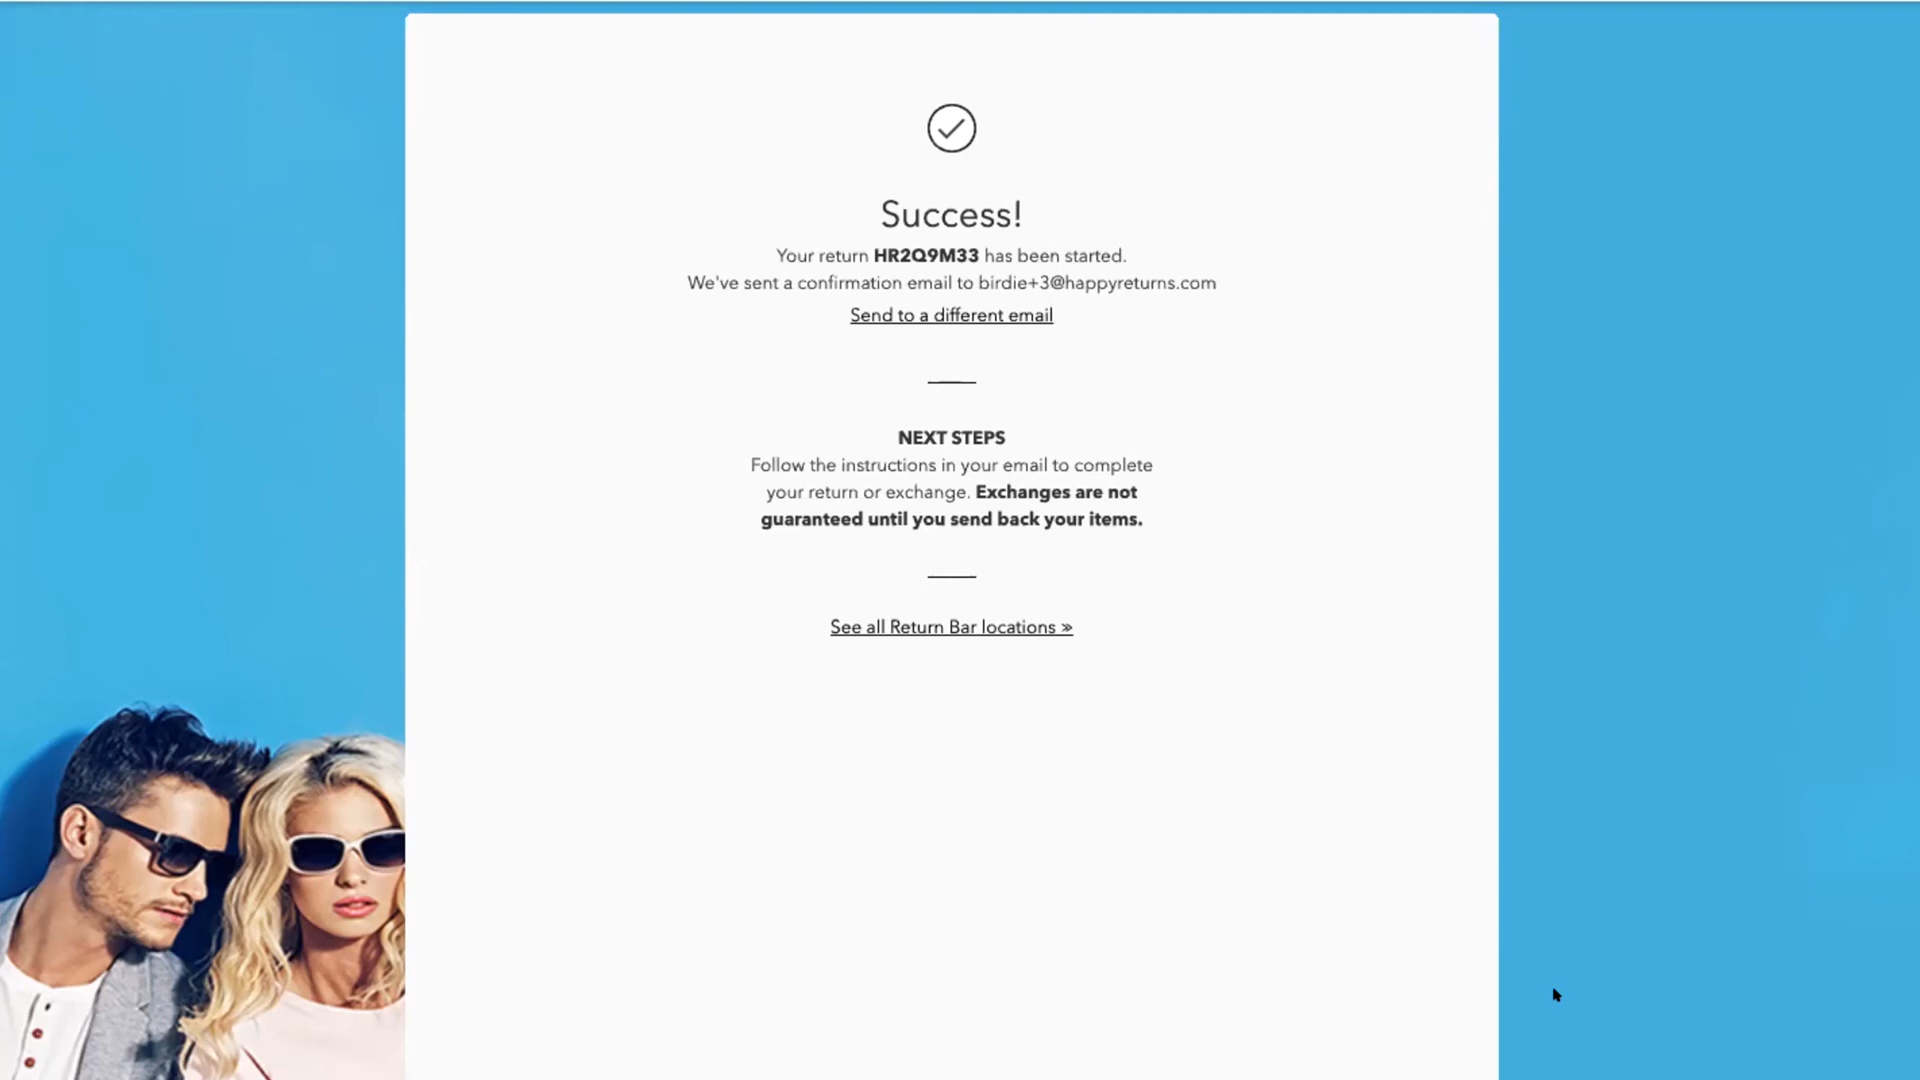 Success!
Your return HR2Q9M33 has been started.
We've sent a confirmation email to birdie+3@happyreturns.com
Send to a different email
NEXT STEPS
Follow the instructions in your email to complete
your return or exchange. Exchanges are not
guaranteed until you send back your items.
See all Return Bar locations »